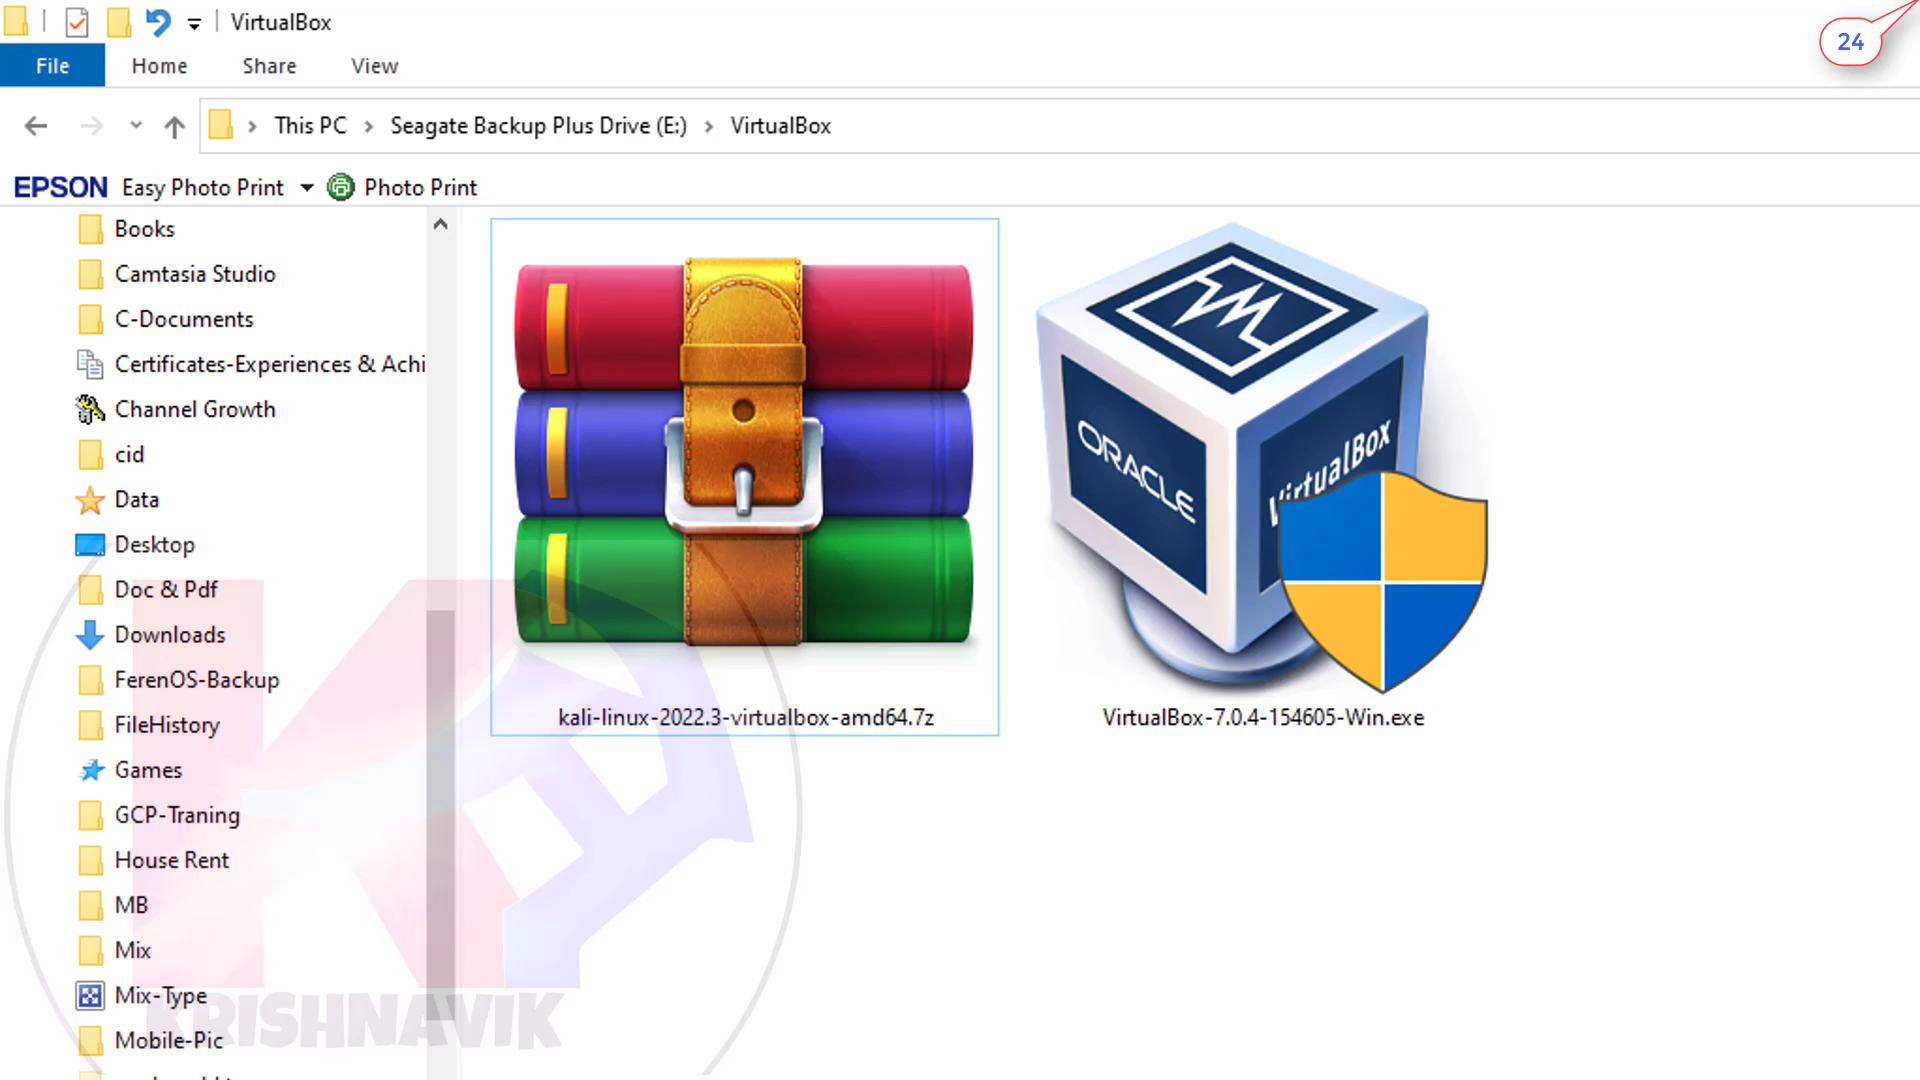 VirtualBox
24
File Home Share View
This PC Seagate Backup Plus Drive (E:) VirtualBox
EPSON Easy Photo Print Photo Print
Books
Camtasia Studio
C-Documents
Certificates-Experiences & Achi
Channel Growth
cid
Data
Desktop
Doc & Pdf
Downloads
FerenOS-Backup
FileHistory
Games
GCP-Traning
House Rent
MB
Mix
Mix-Type
Mobile-Pic
ORACLE
VirtualBox
kali-linux-2022.3-virtualbox-amd64.7z
VirtualBox-7.0.4-154605-Win.exe
KRISHNAVIK